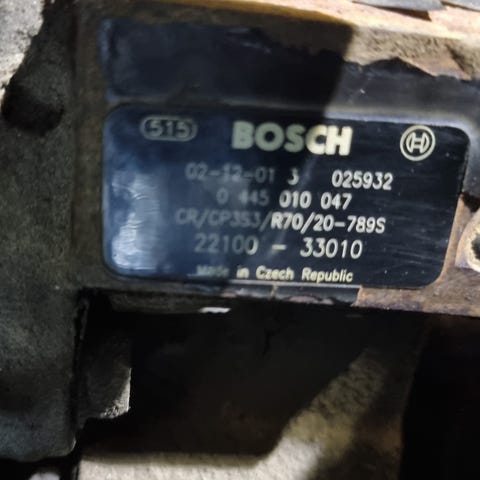 515 BOSCH
02-12-01 3 025932
0 445 010 047
CR/CP3S3/R70/20-789S
22100 - 33010
Made in Czech Republic